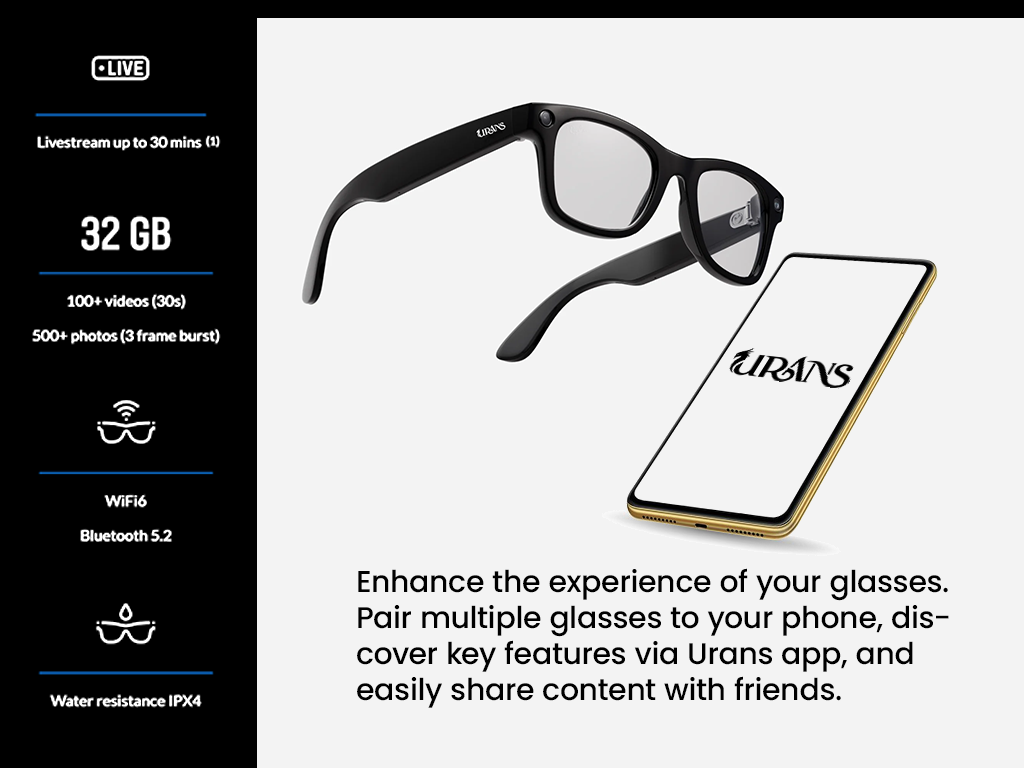 LIVE
Livestream up to 30 mins (1)
32 GB
100+ videos (30s)
500+ photos (3 frame burst)
WiFi6
Bluetooth 5.2
Water resistance IPX4
URANS
URANS
Enhance the experience of your glasses.
Pair multiple glasses to your phone, dis-
cover key features via Urans app, and
easily share content with friends.